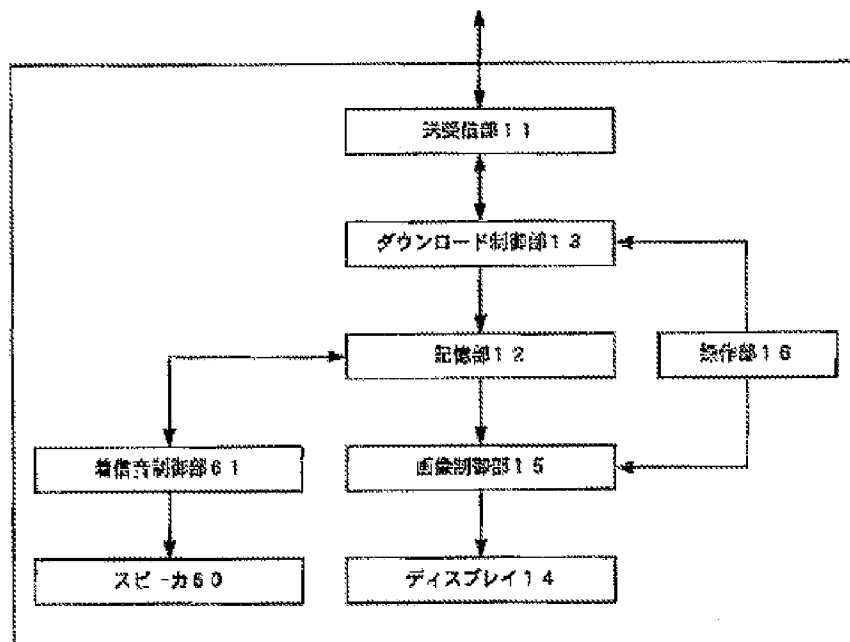 送受信部11
ダウンロード制御部13
記憶部12
操作部16
着信音制御部61
画像制御部15
スピーカ60
ディスプレイ14